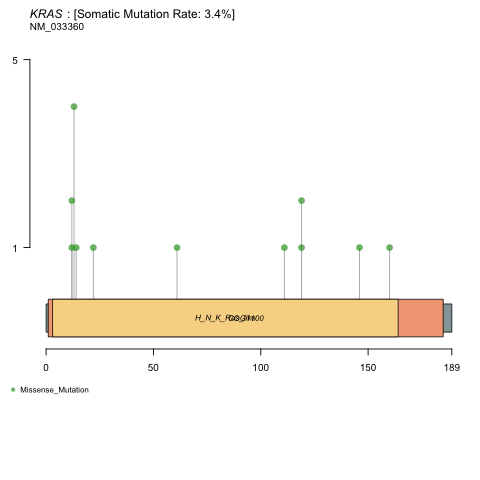 KRAS : [Somatic Mutation Rate: 3.4%]
NM_033360
5
1
0 50 100 150 189
Missense_Mutation